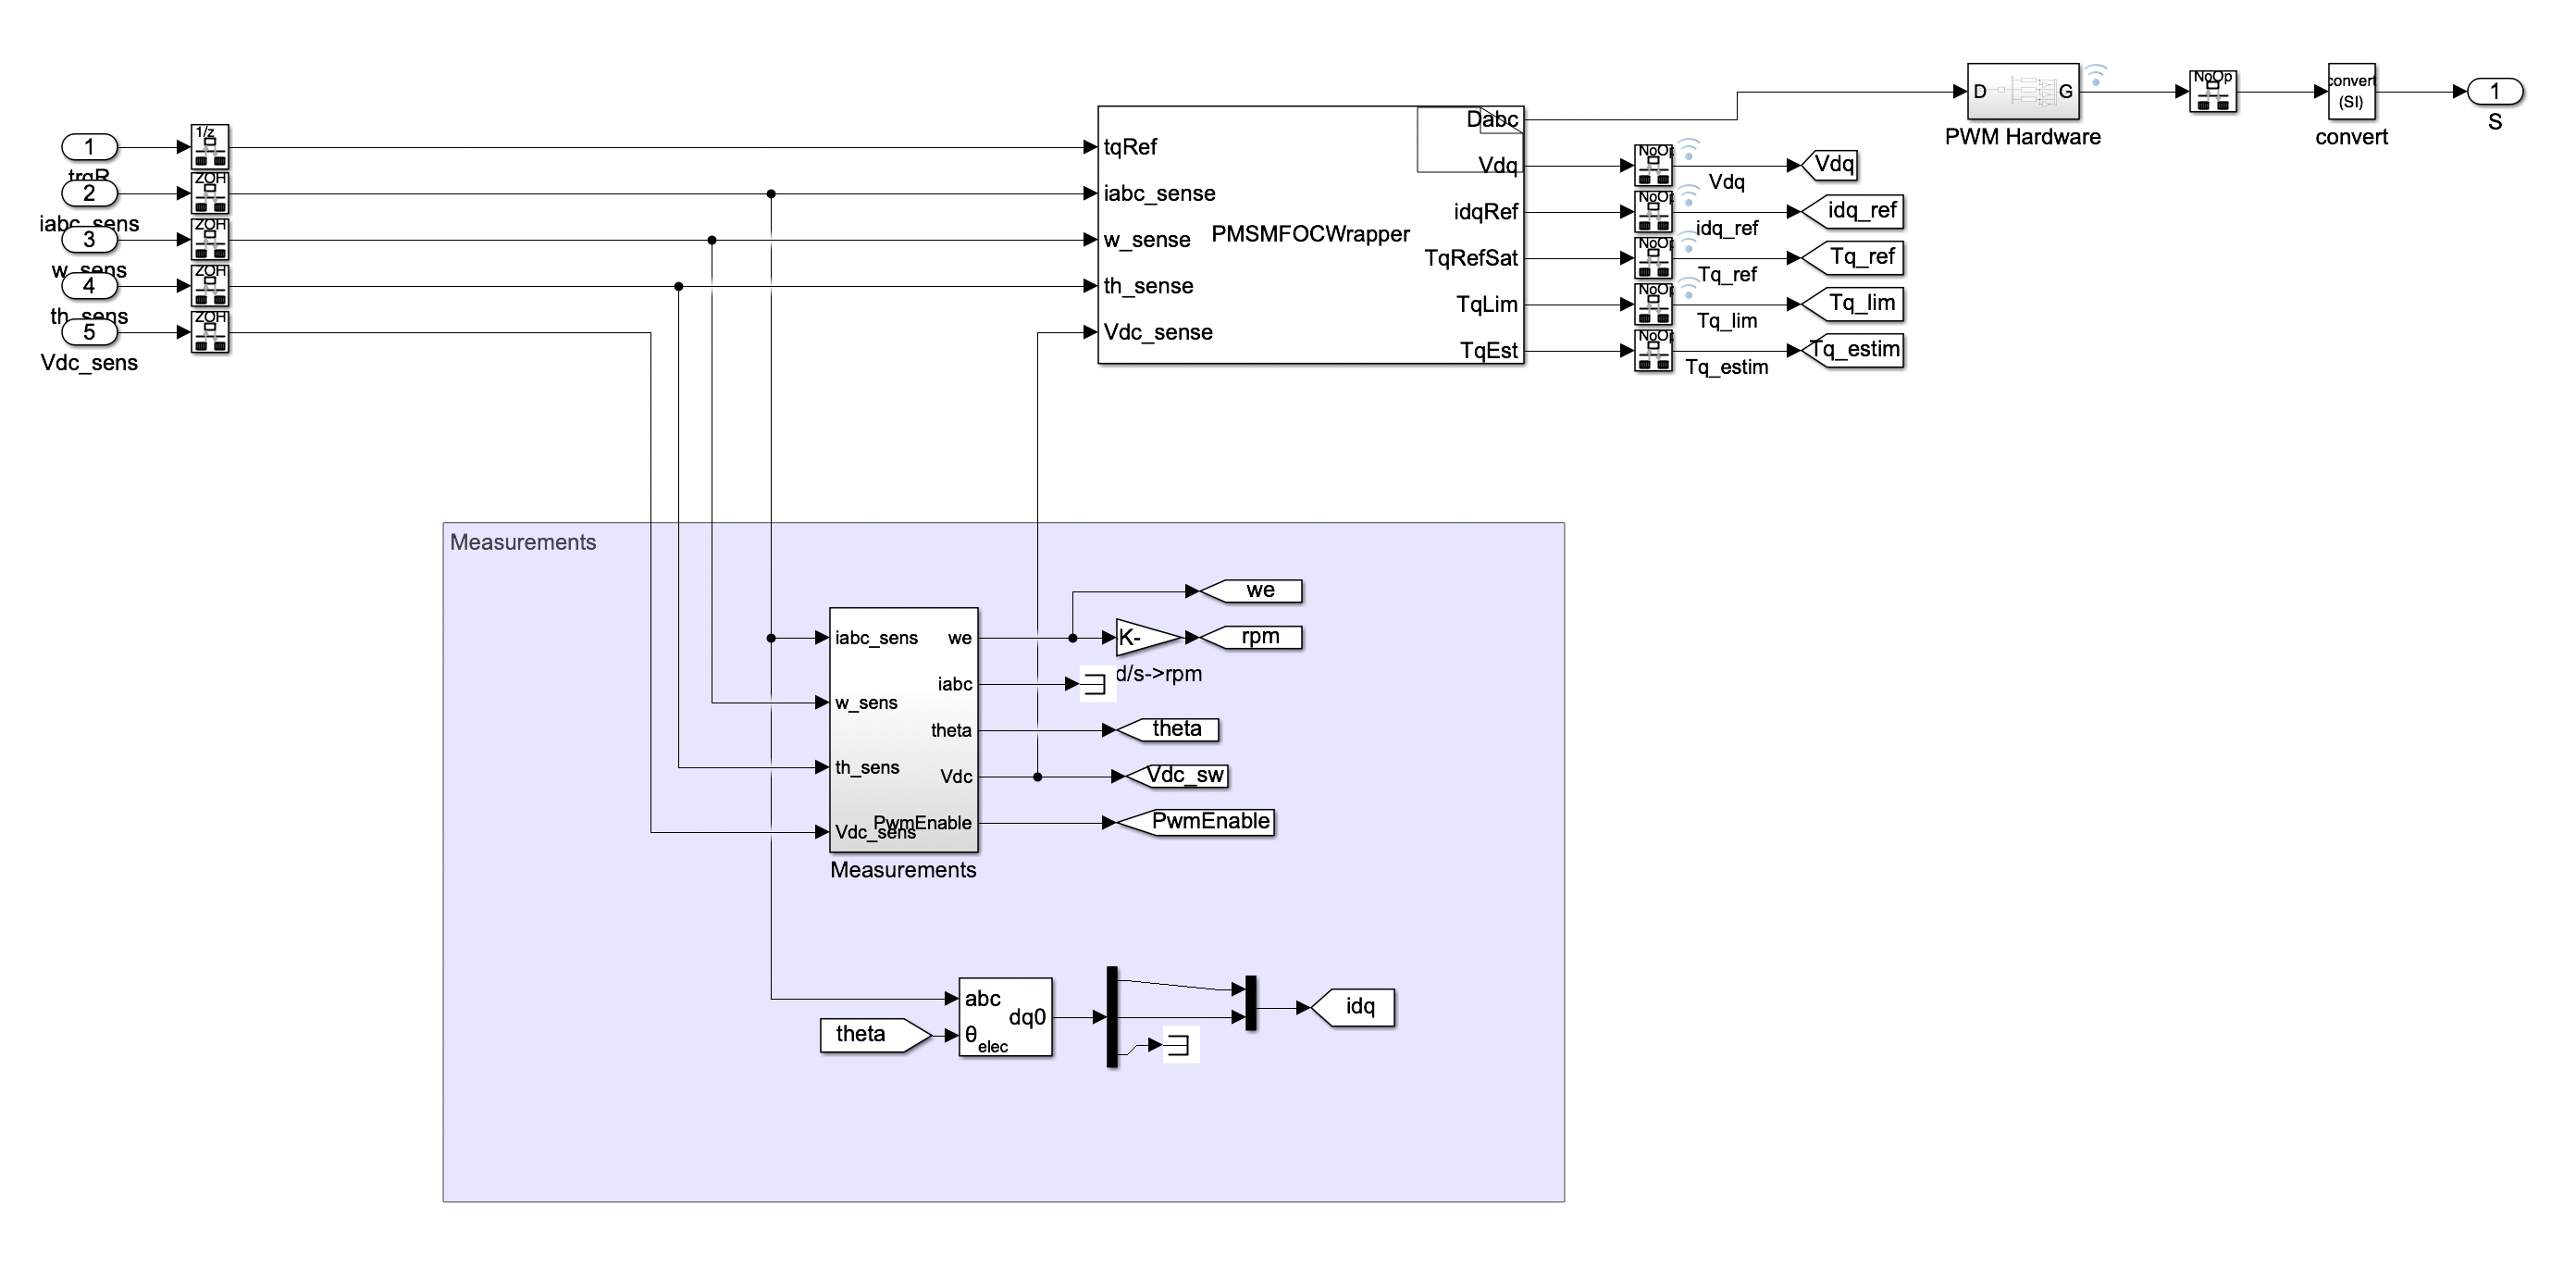 1
trqR
1/z
2
iabc_sens
ZOH
3
w_sens
ZOH
4
th_sens
ZOH
5
Vdc_sens
ZOH
tqRef
iabc_sense
w_sense
th_sense
Vdc_sense
PMSMFOCWrapper
Dabc
Vdq
idqRef
TqRefSat
TqLim
TqEst
NoOp
Vdq
Vdq
NoOp
idq_ref
idq_ref
NoOp
Tq_ref
Tq_ref
NoOp
Tq_lim
Tq_lim
NoOp
Tq_estim
Tq_estim
D
G
PWM Hardware
NoOp
convert
(SI)
convert
1
S
Measurements
iabc_sens
w_sens
th_sens
Vdc_sens
we
iabc
theta
Vdc
PwmEnable
Measurements
we
K-
rpm
d/s->rpm
theta
Vdc_sw
PwmEnable
theta
abc
θelec
dq0
idq